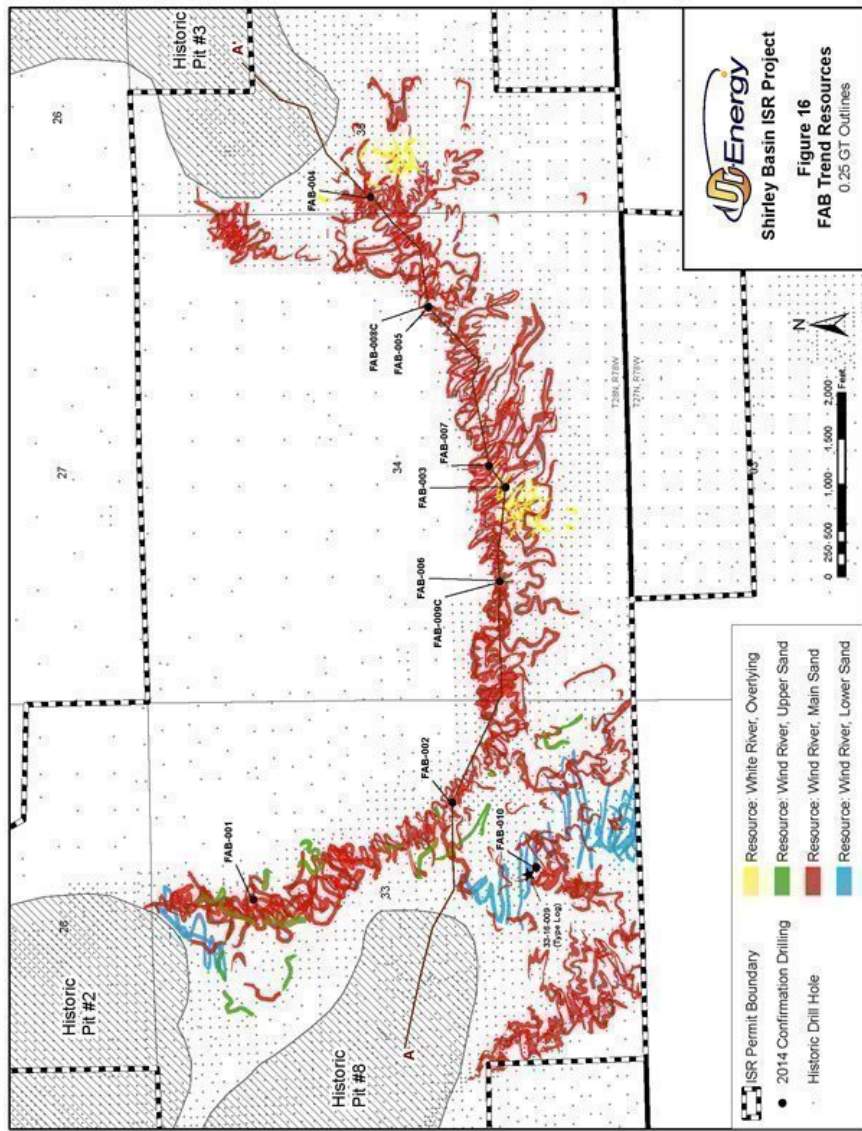 Historic
Pit #2
28
27
26
Historic
Pit #3
A'
FAB-001
FAB-004
35
33
34
Historic
Pit #8
A
FAB-002
FAB-008C
FAB-005
FAB-009C
FAB-006
FAB-003
FAB-007
FAB-010
33-16-009
(Type Log)
T28N, R78W
T27N, R78W
N
0 250 500 1,000 1,500 2,000
Feet
ISR Permit Boundary
2014 Confirmation Drilling
Historic Drill Hole
Resource: White River, Overlying
Resource: Wind River, Upper Sand
Resource: Wind River, Main Sand
Resource: Wind River, Lower Sand
Ur-Energy
Shirley Basin ISR Project
Figure 16
FAB Trend Resources
0.25 GT Outlines